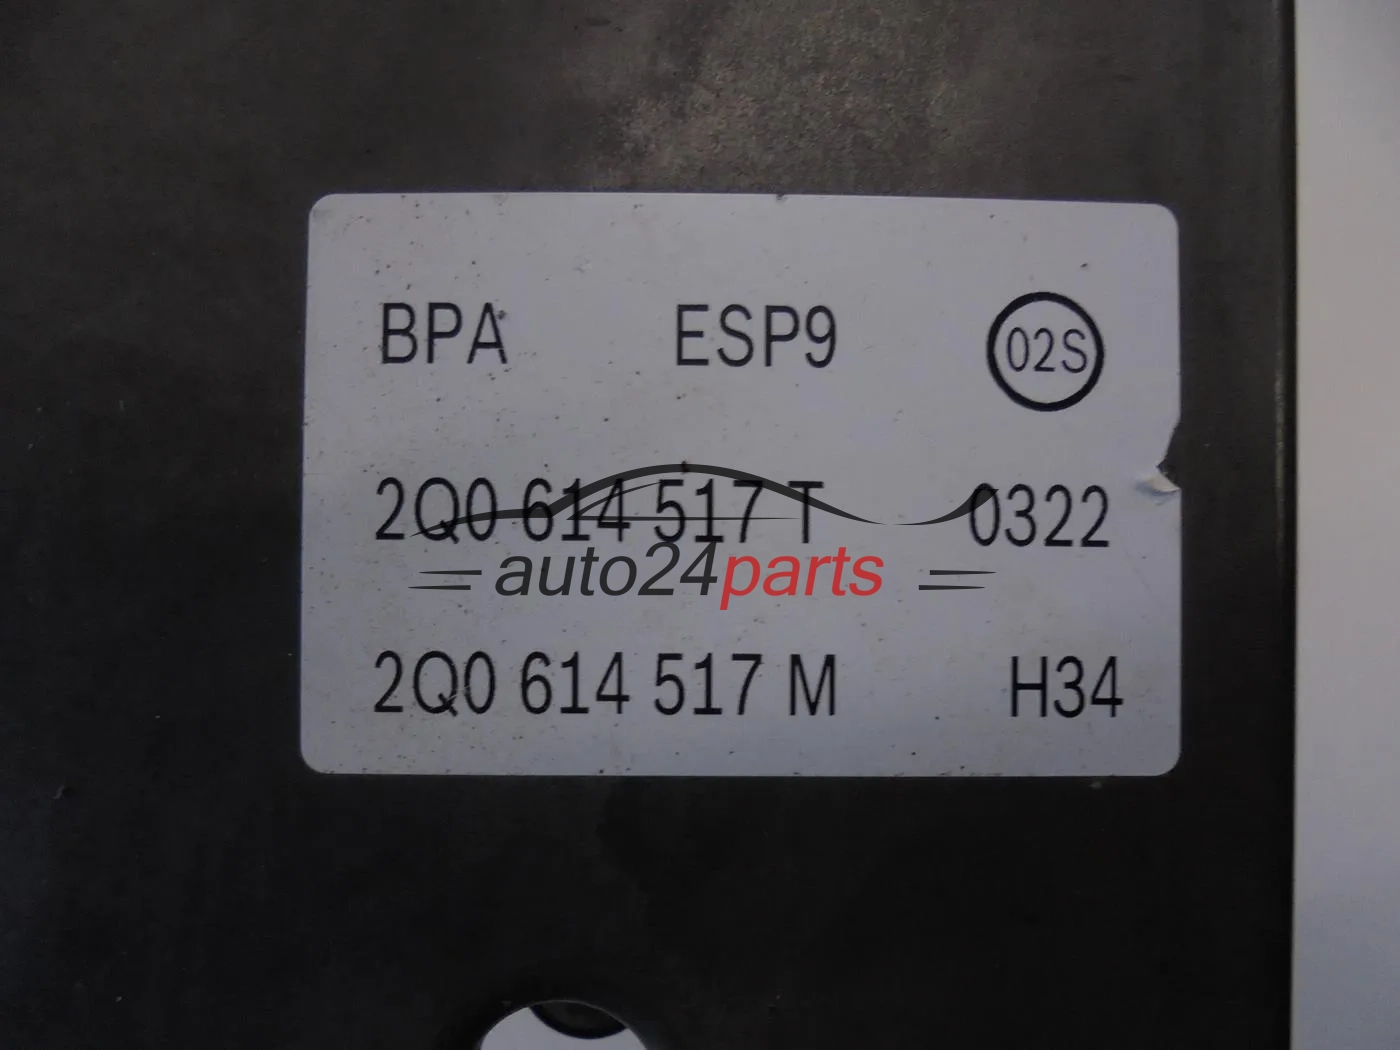 BPA ESP9 02S
2Q0 614 517 T 0322
auto24parts
2Q0 614 517 M H34